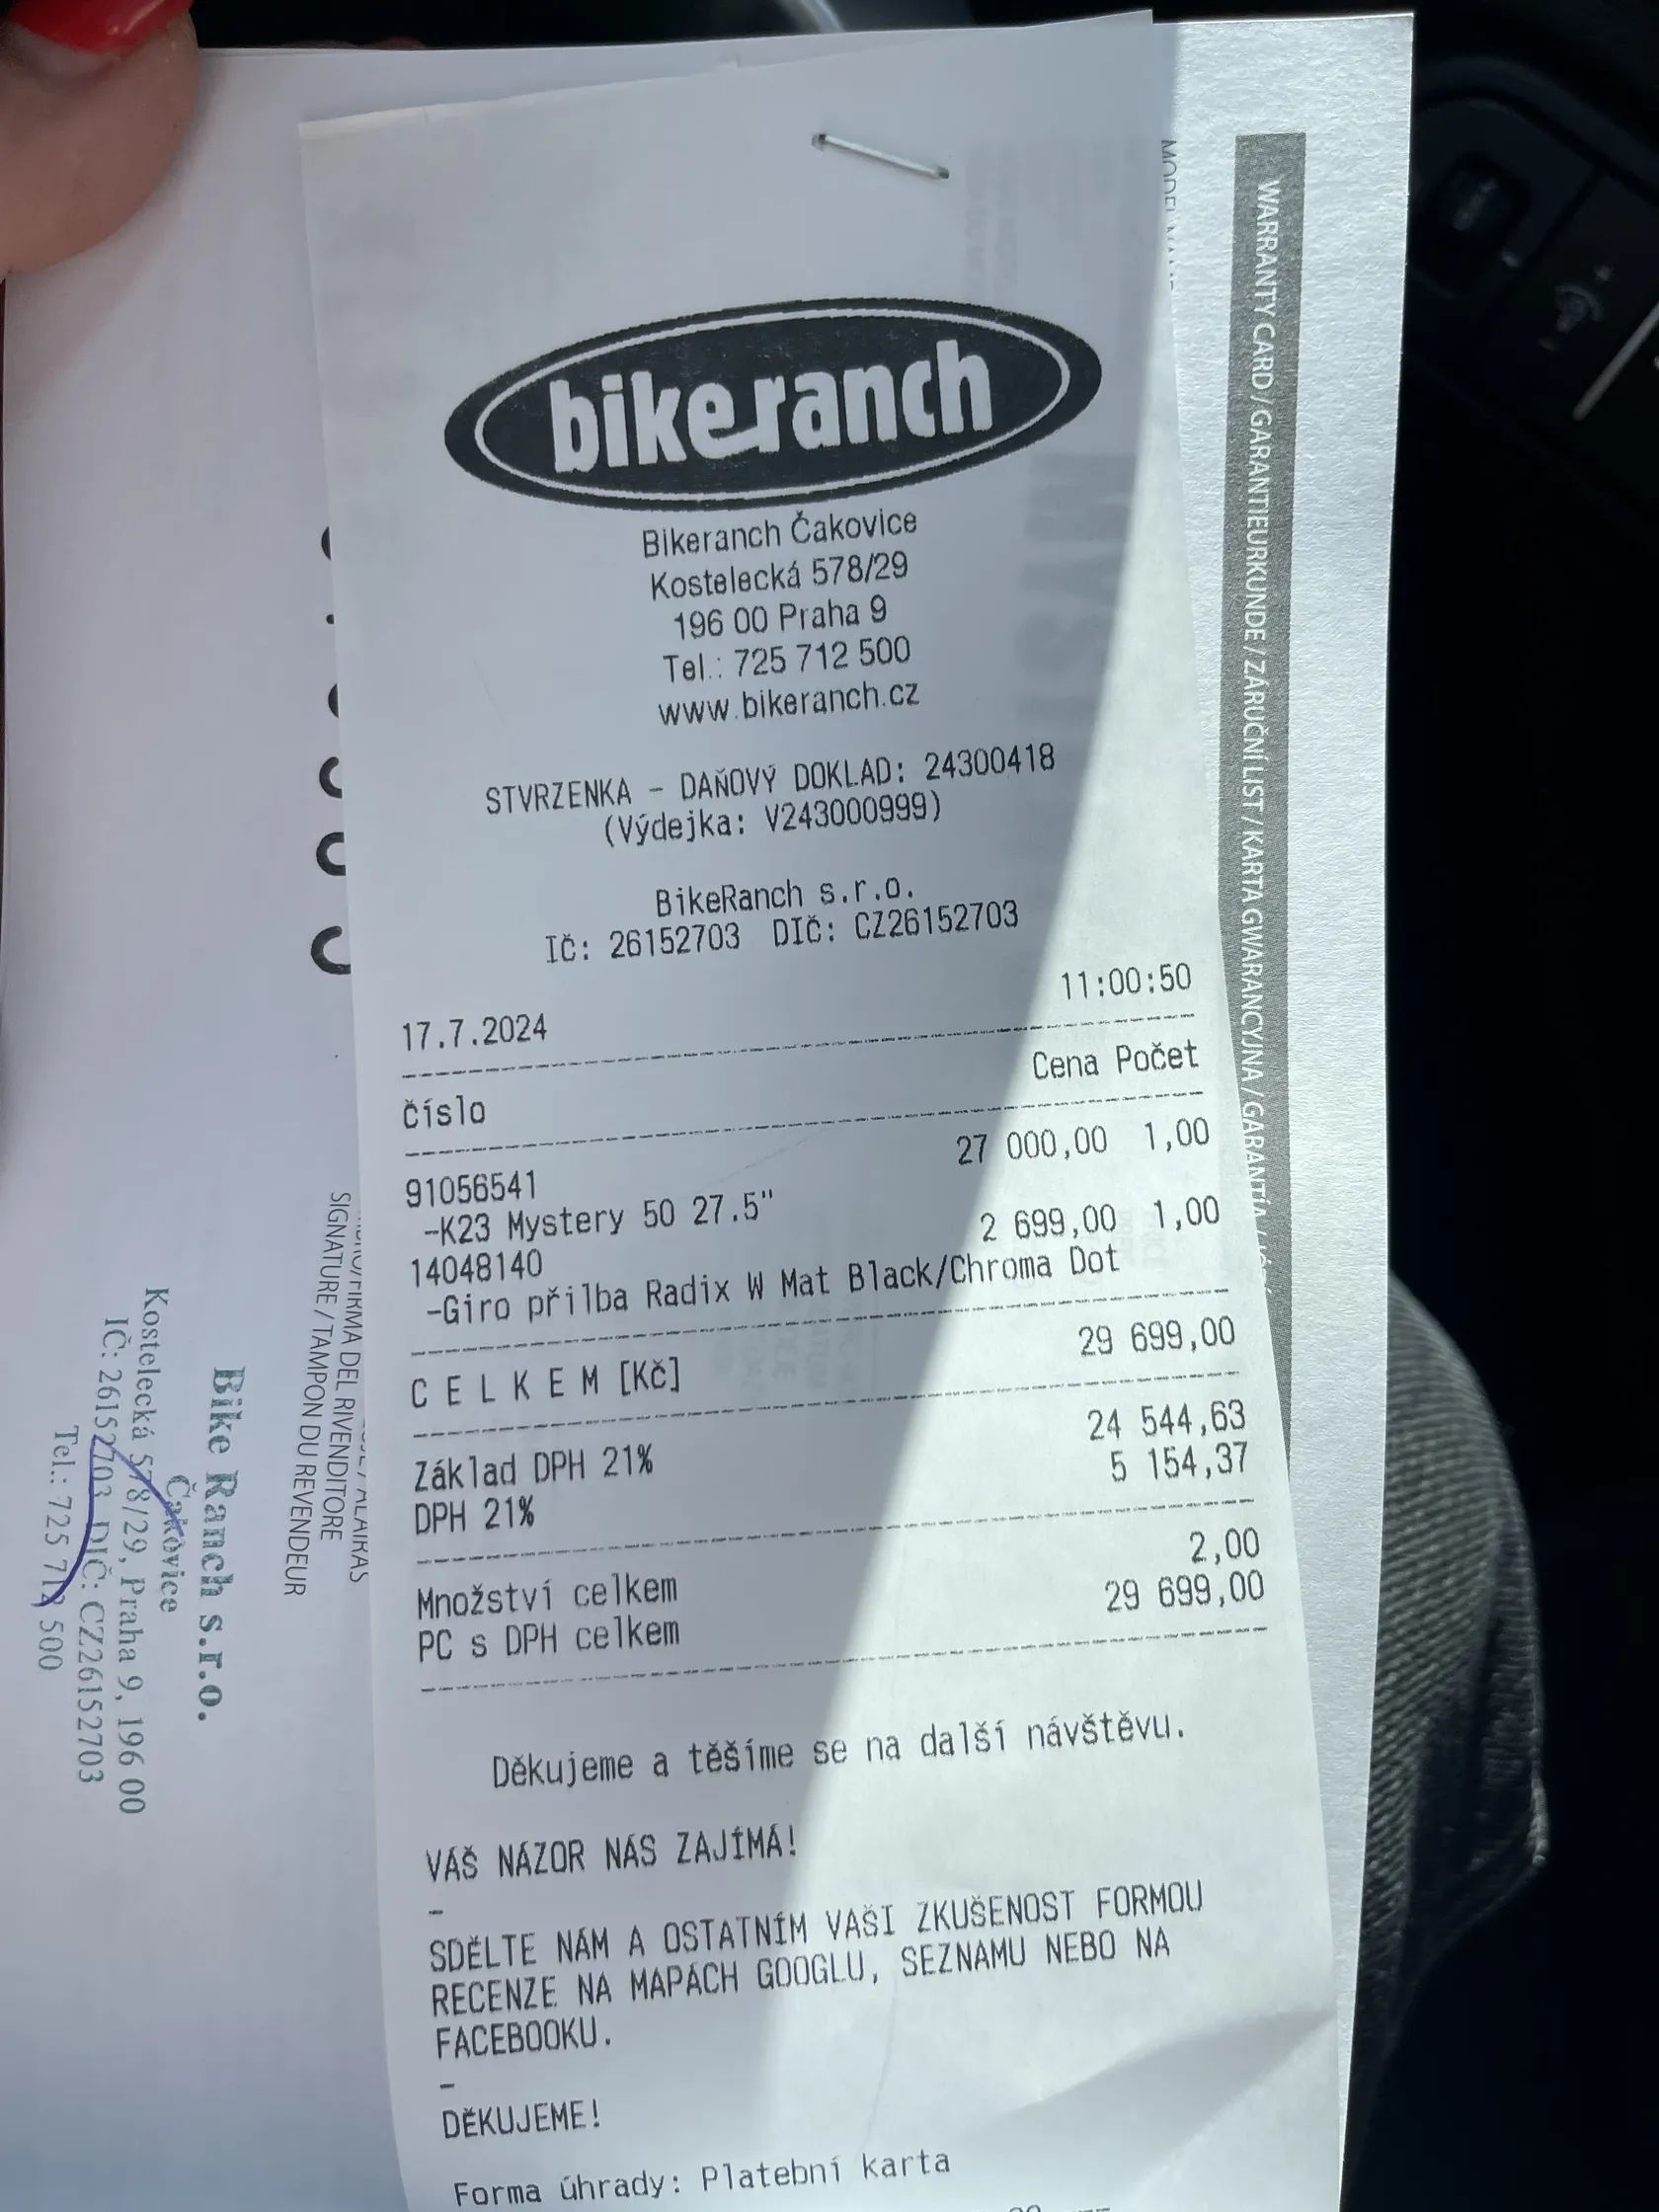 bikeranch
Bikeranch Čakovice
Kostelecká 578/29
196 00 Praha 9
Tel.: 725 712 500
www.bikeranch.cz
STVRZENKA - DAŇOVÝ DOKLAD: 24300418
(Výdejka: V243000999)
BikeRanch s.r.o.
IČ: 26152703 DIČ: CZ26152703
17.7.2024 11:00:50
Číslo Cena Počet
91056541 27 000,00 1,00
-K23 Mystery 50 27.5"
14048140 2 699,00 1,00
-Giro přilba Radix W Mat Black/Chroma Dot
C E L K E M [Kč] 29 699,00
Základ DPH 21% 24 544,63
DPH 21% 5 154,37
Množství celkem 2,00
PC s DPH celkem 29 699,00
Děkujeme a těšíme se na další návštěvu.
VÁŠ NÁZOR NÁS ZAJÍMÁ!
-
SDĚLTE NÁM A OSTATNÍM VAŠI ZKUŠENOST FORMOU
RECENZE NA MAPÁCH GOOGLU, SEZNAMU NEBO NA
FACEBOOKU.
-
DĚKUJEME!
Forma úhrady: Platební karta
WARRANTY CARD / GARANTIEURKUNDE / ZÁRUČNÍ LIST / KARTA GWARANCYJNA / GARANTÍA /
DEL RIVENDITORE
SIGNATURE / TAMPON DU REVENDEUR
Bike Ranch s.r.o.
Čakovice
Kostelecká 578/29, Praha 9, 196 00
IČ: 26152703 DIČ: CZ26152703
Tel.: 725 712 500